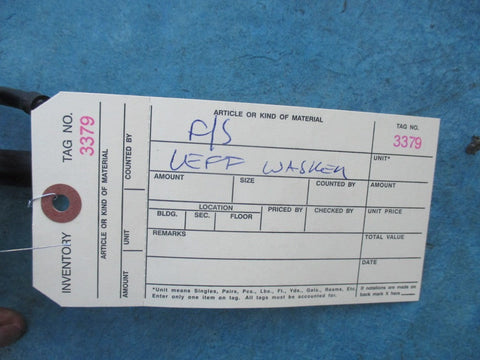 INVENTORY TAG NO. 3379
ARTICLE OR KIND OF MATERIAL
AMOUNT UNIT COUNTED BY
ARTICLE OR KIND OF MATERIAL
TAG NO.
3379
P/S
LEFF WASHER
UNIT*
AMOUNT SIZE COUNTED BY AMOUNT
LOCATION
BLDG. SEC. FLOOR PRICED BY CHECKED BY UNIT PRICE
REMARKS TOTAL VALUE
DATE
*Unit means Singles, Pairs, Pcs., Lbs., Ft., Yds., Gals., Reams, Etc.
Enter only one item on tag. All tags must be accounted for.
If notations are made on
back mark X here